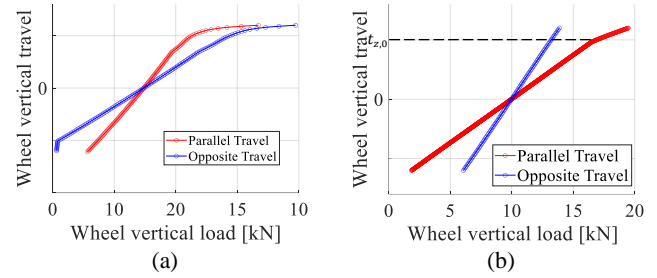 Wheel vertical travel
0
Parallel Travel
Opposite Travel
0 10 20 15 10
Wheel vertical load [kN]
(a)
Wheel vertical travel
t_{z,0}
0
Parallel Travel
Opposite Travel
0 5 10 15 20
Wheel vertical load [kN]
(b)